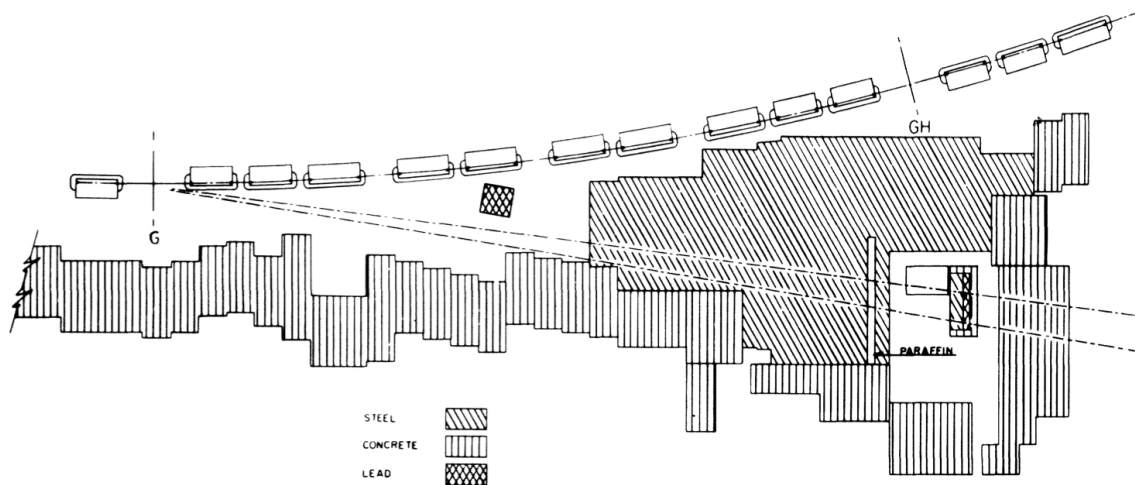 GH
G
PARAFFIN
STEEL
CONCRETE
LEAD